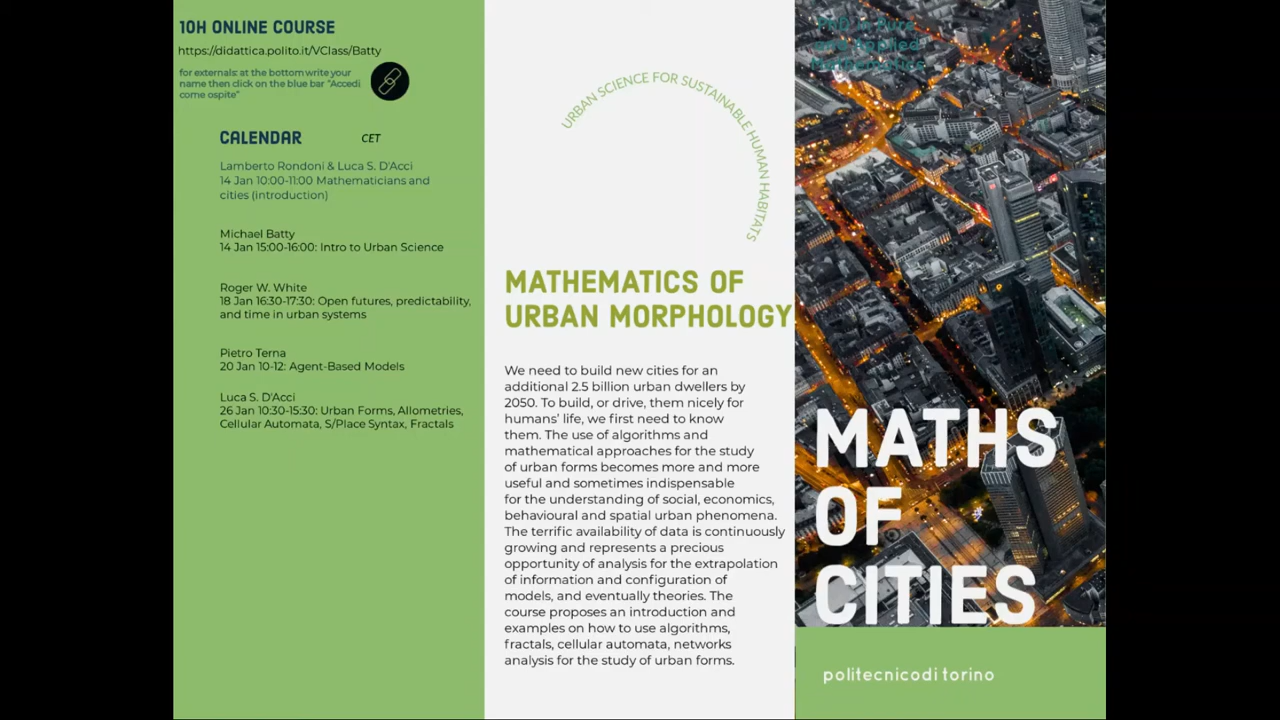 10H ONLINE COURSE
https://didattica.polito.it/VClass/Batty
for externals: at the bottom write your
name then click on the blue bar “Accedi
come ospite”
CALENDAR CET
Lamberto Rondoni & Luca S. D'Acci
14 Jan 10:00-11:00 Mathematicians and
cities (introduction)
Michael Batty
14 Jan 15:00-16:00: Intro to Urban Science
Roger W. White
18 Jan 16:30-17:30: Open futures, predictability,
and time in urban systems
Pietro Terna
20 Jan 10-12: Agent-Based Models
Luca S. D'Acci
26 Jan 10:30-15:30: Urban Forms, Allometries,
Cellular Automata, S/Place Syntax, Fractals
URBAN SCIENCE FOR SUSTAINABLE HUMAN HABITATS
MATHEMATICS OF
URBAN MORPHOLOGY
We need to build new cities for an
additional 2.5 billion urban dwellers by
2050. To build, or drive, them nicely for
humans' life, we first need to know
them. The use of algorithms and
mathematical approaches for the study
of urban forms becomes more and more
useful and sometimes indispensable
for the understanding of social, economics,
behavioural and spatial urban phenomena.
The terrific availability of data is continuously
growing and represents a precious
opportunity of analysis for the extrapolation
of information and configuration of
models, and eventually theories. The
course proposes an introduction and
examples on how to use algorithms,
fractals, cellular automata, networks
analysis for the study of urban forms.
PhD in Pure
and Applied
Mathematics
MATHS
OF
CITIES
politecnicodi torino